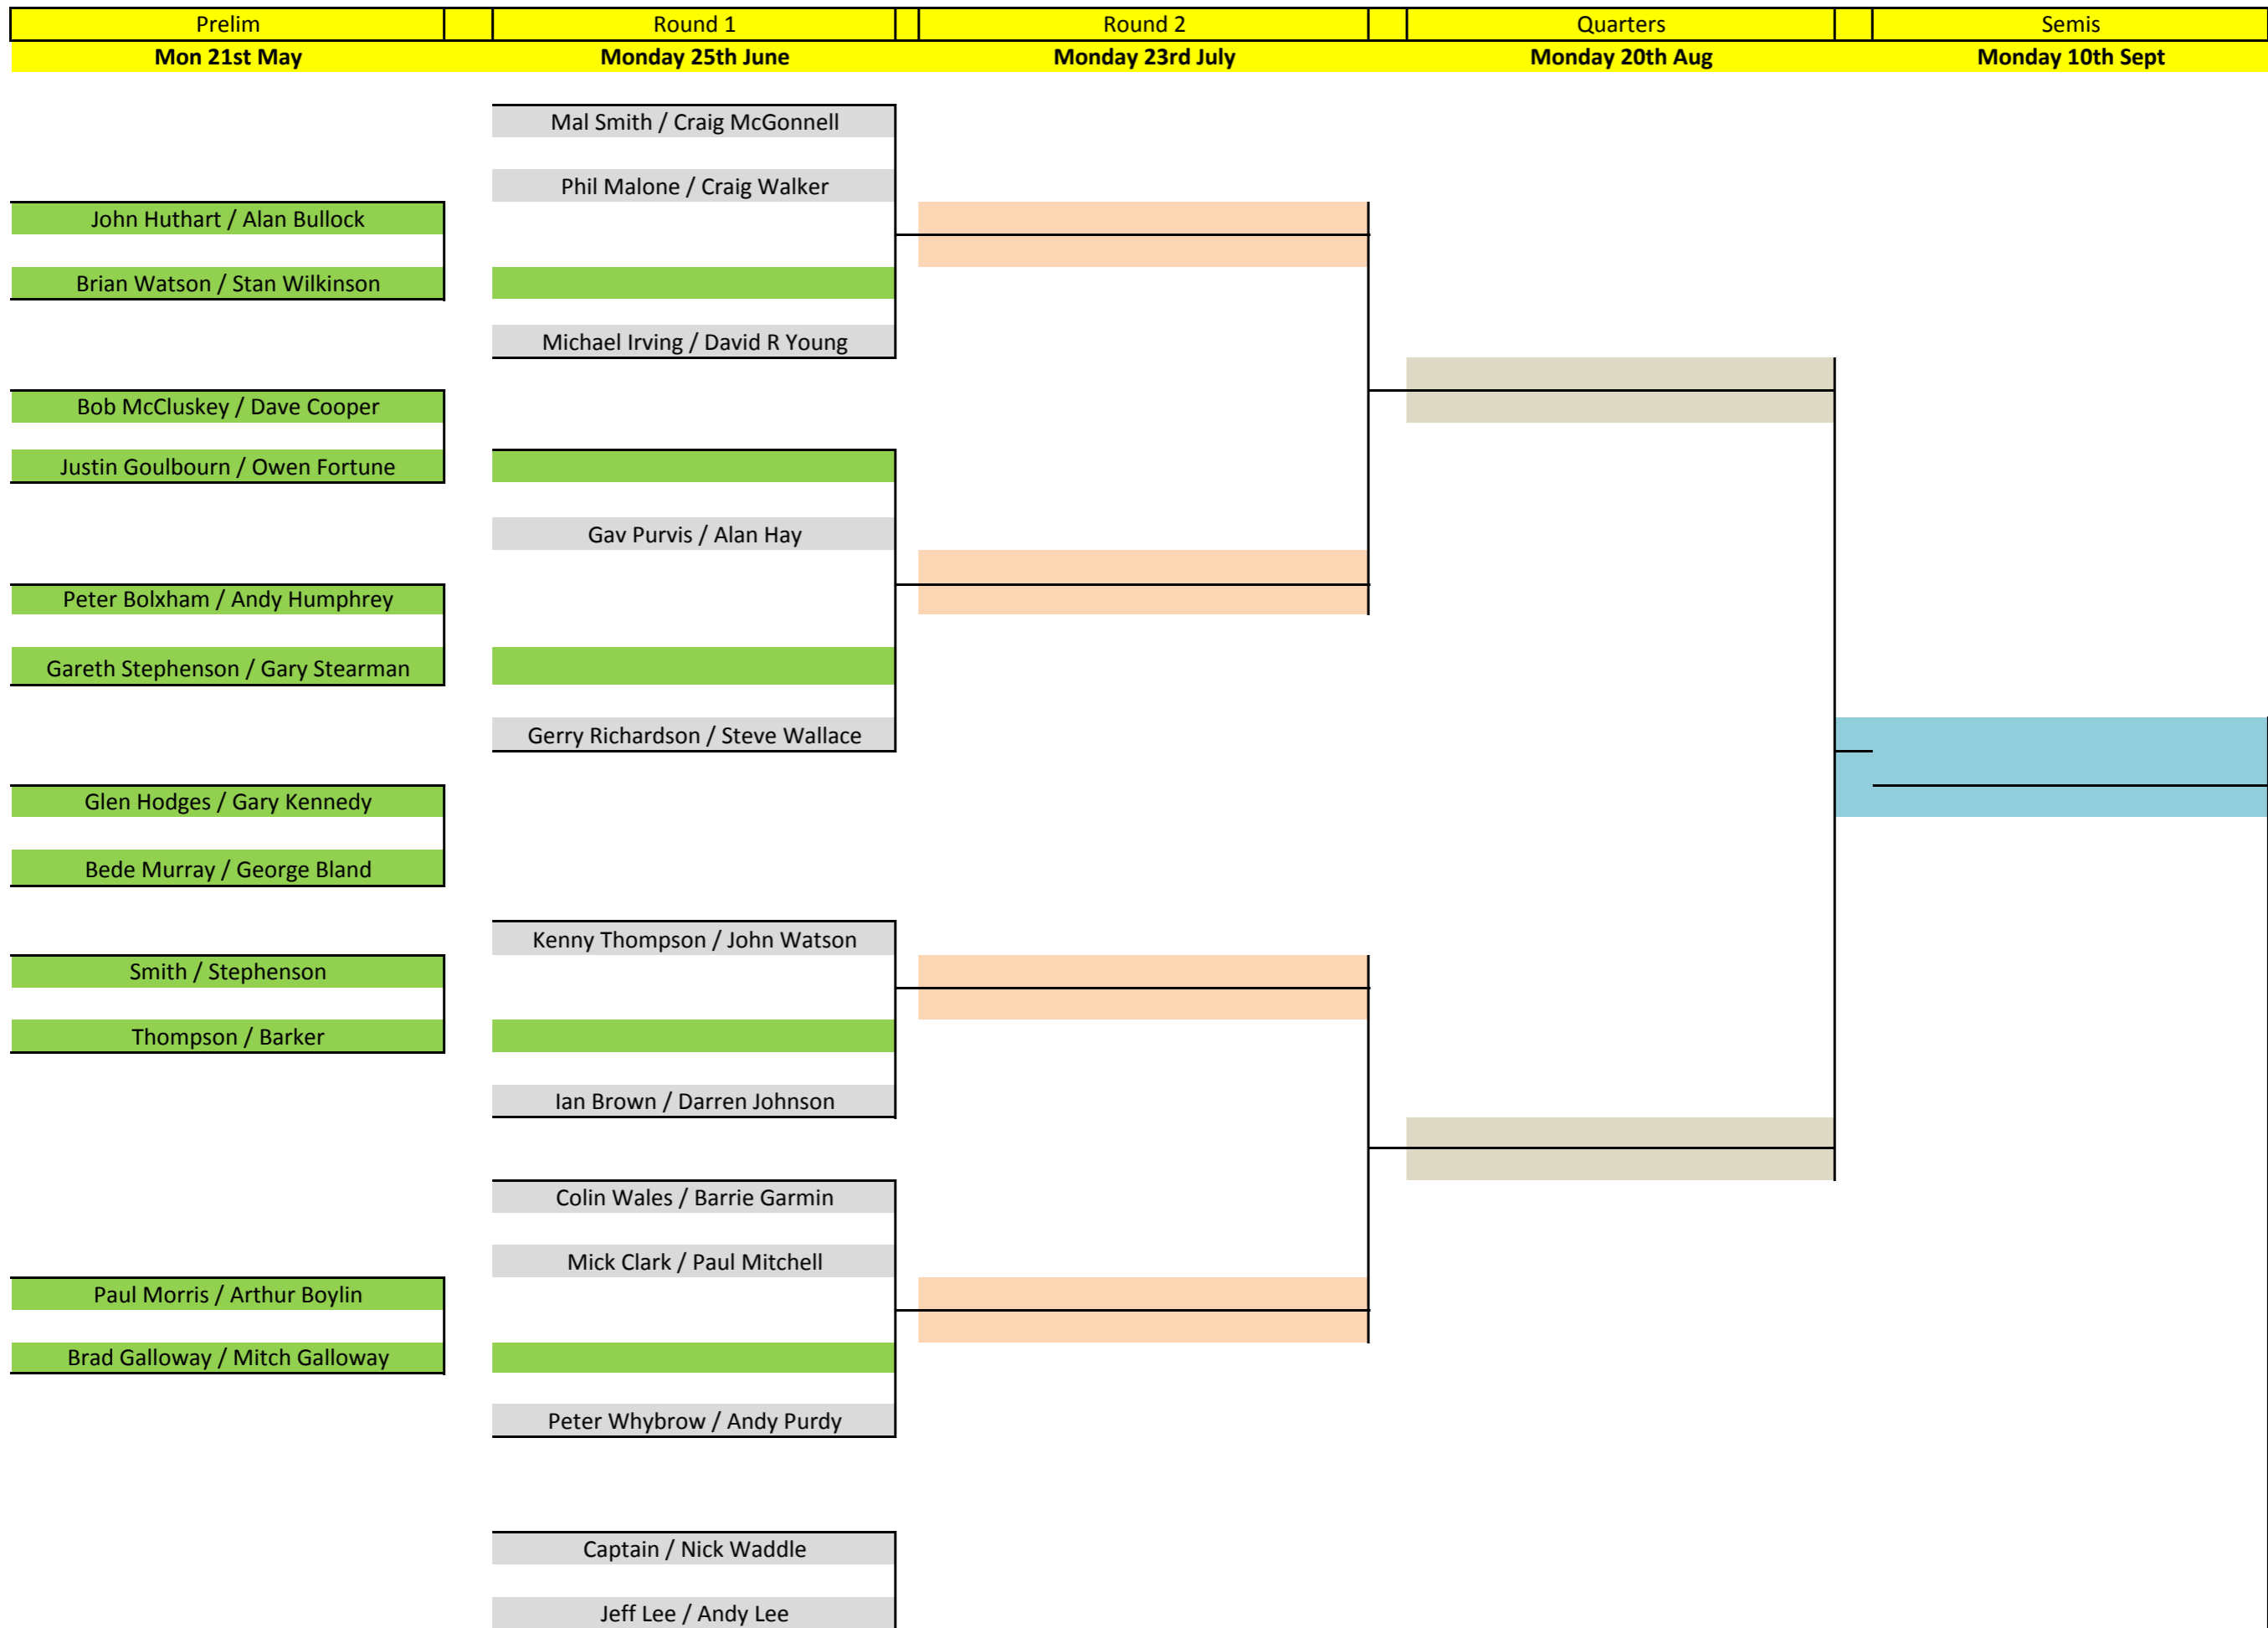 Prelim Round 1 Round 2 Quarters Semis
Mon 21st May Monday 25th June Monday 23rd July Monday 20th Aug Monday 10th Sept
Mal Smith / Craig McGonnell
Phil Malone / Craig Walker
John Huthart / Alan Bullock
Brian Watson / Stan Wilkinson
Michael Irving / David R Young
Bob McCluskey / Dave Cooper
Justin Goulbourn / Owen Fortune
Gav Purvis / Alan Hay
Peter Bolxham / Andy Humphrey
Gareth Stephenson / Gary Stearman
Gerry Richardson / Steve Wallace
Glen Hodges / Gary Kennedy
Bede Murray / George Bland
Kenny Thompson / John Watson
Smith / Stephenson
Thompson / Barker
Ian Brown / Darren Johnson
Colin Wales / Barrie Garmin
Mick Clark / Paul Mitchell
Paul Morris / Arthur Boylin
Brad Galloway / Mitch Galloway
Peter Whybrow / Andy Purdy
Captain / Nick Waddle
Jeff Lee / Andy Lee